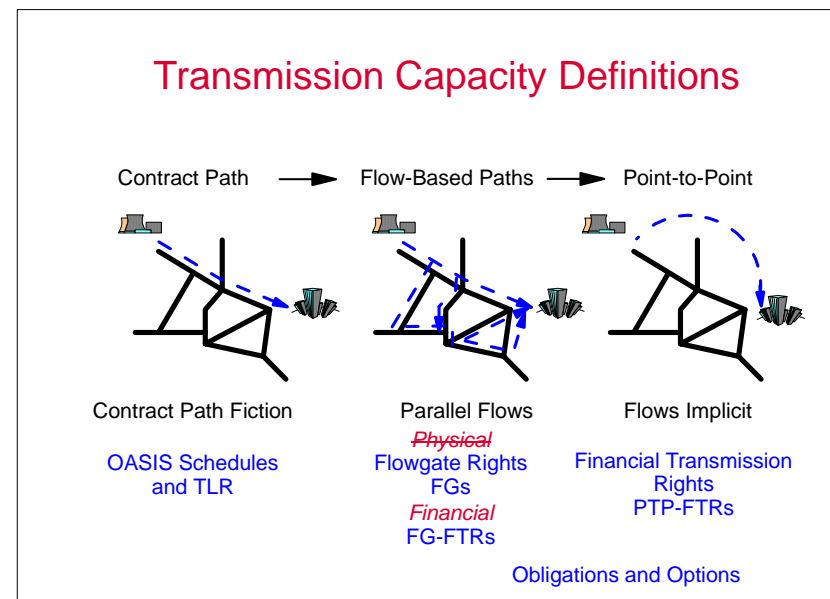 Transmission Capacity Definitions
Contract Path
Flow-Based Paths
Point-to-Point
Contract Path Fiction
Parallel Flows
Flows Implicit
OASIS Schedules
and TLR
Physical
Flowgate Rights
FGs
Financial
FG-FTRs
Financial Transmission
Rights
PTP-FTRs
Obligations and Options